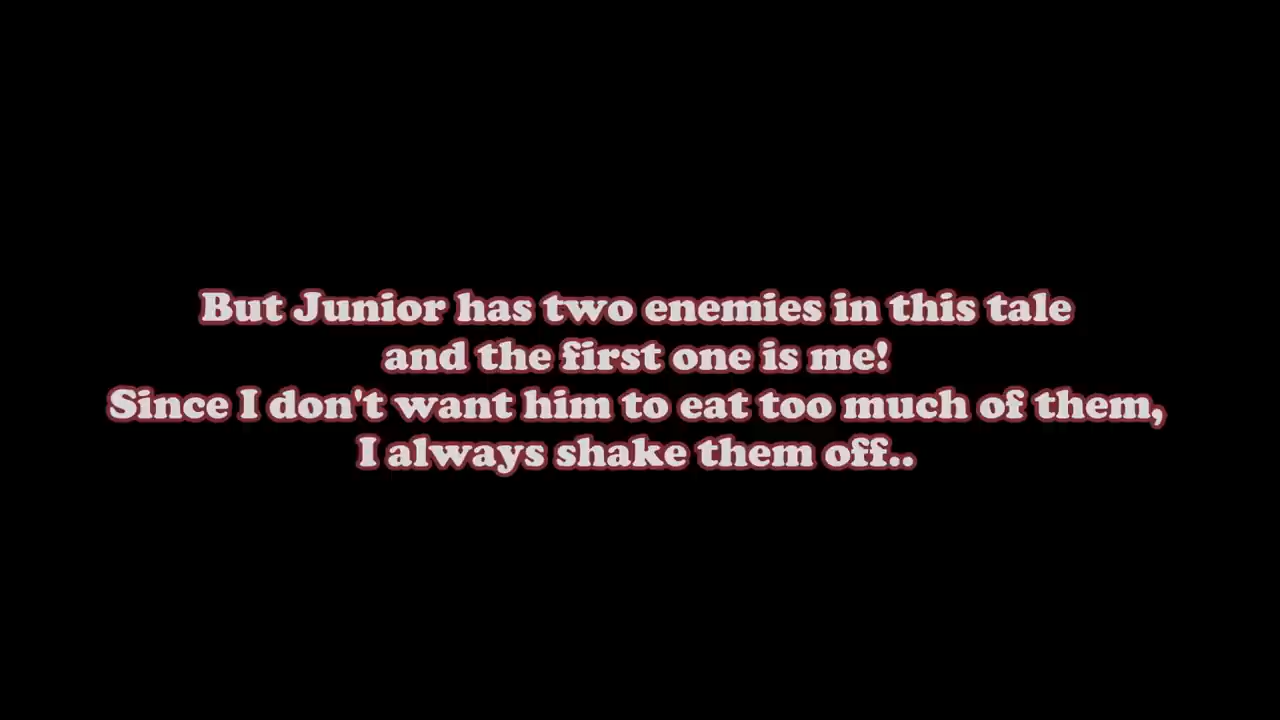 But Junior has two enemies in this tale
and the first one is me!
Since I don't want him to eat too much of them,
I always shake them off..